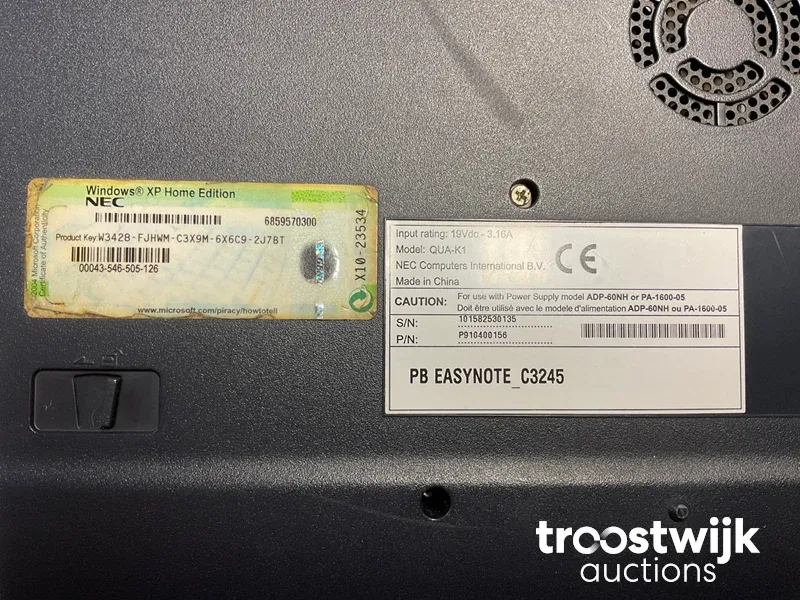 Windows® XP Home Edition
NEC
6859570300
Product Key: W3428-FJHWM-C3X9M-6X6C9-2J7BT
00043-546-505-126
X10-23534
2004 Microsoft Corporation
Certificate of Authenticity
www.microsoft.com/piracy/howtotell
Input rating: 19Vdc - 3.16A
Model: QUA-K1
NEC Computers International B.V.
Made in China
CE
CAUTION: For use with Power Supply model ADP-60NH or PA-1600-05
Doit être utilisé avec le modele d'alimentation ADP-60NH ou PA-1600-05
S/N: 101582530135
P/N: P910400156
PB EASYNOTE_C3245
troostwijk
auctions